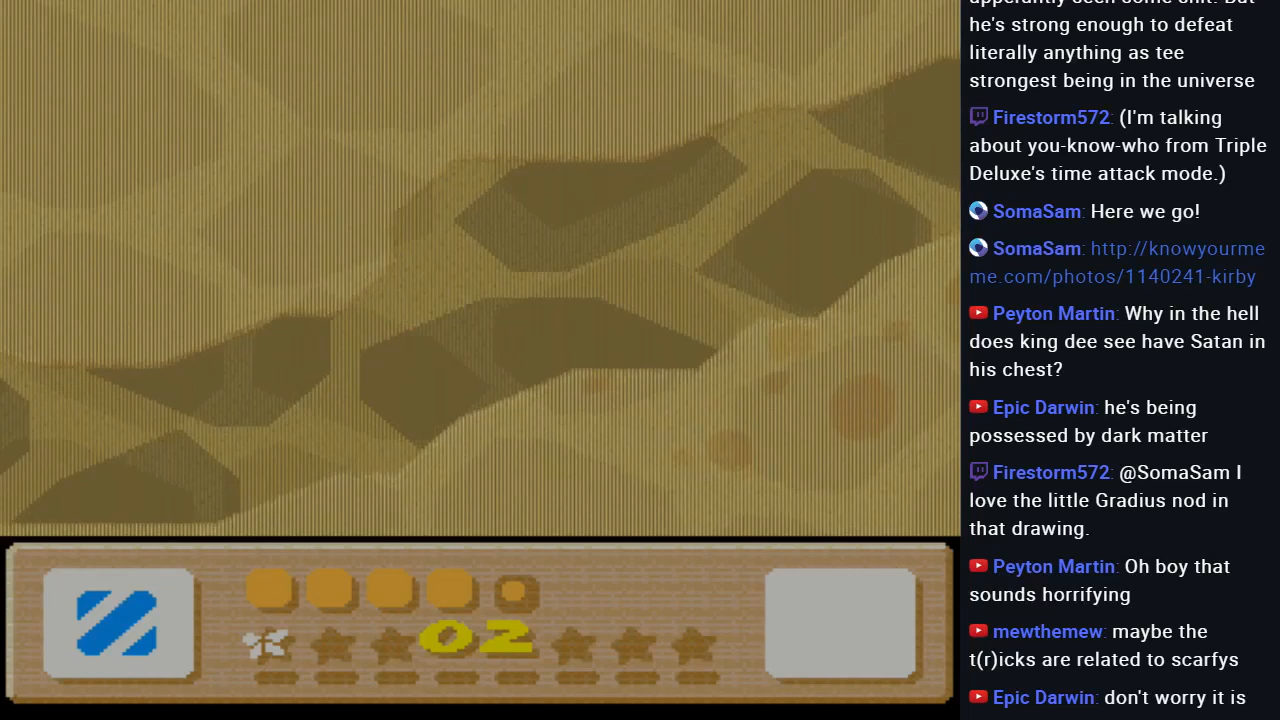 apperantly seen some shit. But
he's strong enough to defeat
literally anything as tee
strongest being in the universe
Firestorm572: (I'm talking
about you-know-who from Triple
Deluxe's time attack mode.)
SomaSam: Here we go!
SomaSam: http://knowyourme
me.com/photos/1140241-kirby
Peyton Martin: Why in the hell
does king dee see have Satan in
his chest?
Epic Darwin: he's being
possessed by dark matter
Firestorm572: @SomaSam I
love the little Gradius nod in
that drawing.
Peyton Martin: Oh boy that
sounds horrifying
mewthemew: maybe the
t(r)icks are related to scarfys
Epic Darwin: don't worry it is
02